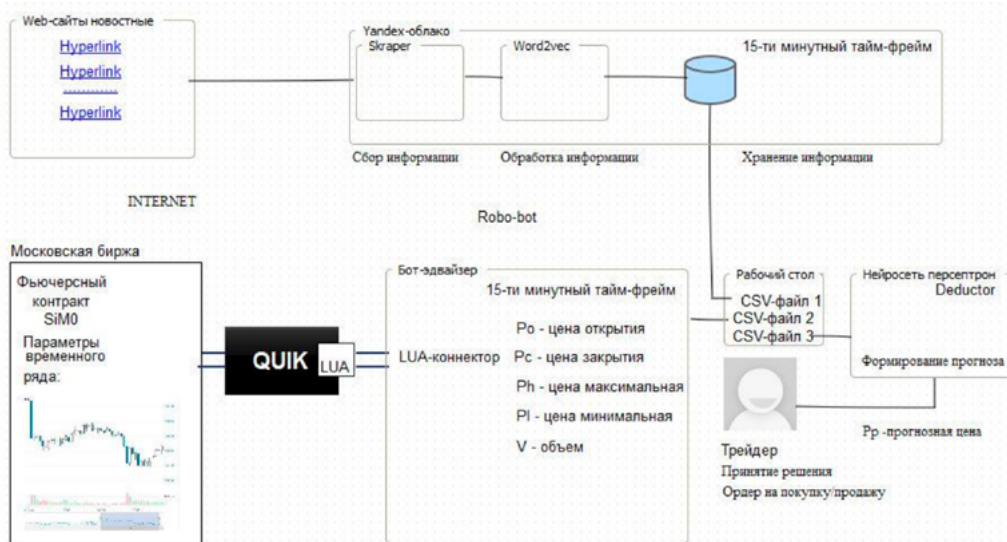 Web-сайты новостные
Hyperlink
Hyperlink
............
Hyperlink
Yandex-облако
Skraper
Word2vec
15-ти минутный тайм-фрейм
Сбор информации
Обработка информации
Хранение информации
INTERNET
Robo-bot
Московская биржа
Фьючерсный
контракт
SiM0
Параметры
временного
ряда:
QUIK
LUA
Бот-эдвайзер
15-ти минутный тайм-фрейм
LUA-коннектор
Po - цена открытия
Pc - цена закрытия
Ph - цена максимальная
Pl - цена минимальная
V - объем
Рабочий стол
CSV-файл 1
CSV-файл 2
CSV-файл 3
Нейросеть персептрон
Deductor
Формирование прогноза
Pp -прогнозная цена
Трейдер
Принятие решения
Ордер на покупку/продажу